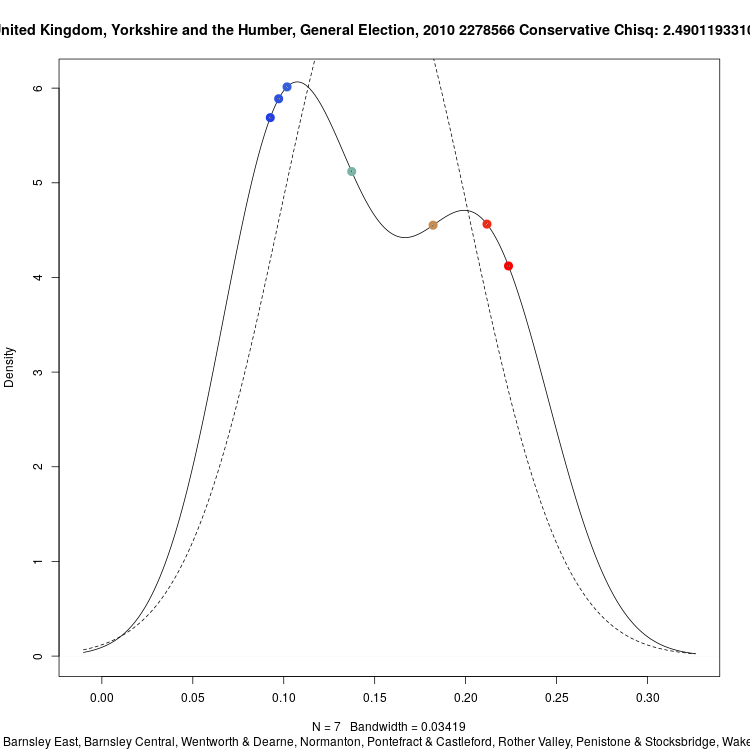 United Kingdom, Yorkshire and the Humber, General Election, 2010 2278566 Conservative Chisq: 2.4901193310
6
5
4
3
2
1
0
Density
0.00 0.05 0.10 0.15 0.20 0.25 0.30
N = 7 Bandwidth = 0.03419
Barnsley East, Barnsley Central, Wentworth & Dearne, Normanton, Pontefract & Castleford, Rother Valley, Penistone & Stocksbridge, Wake